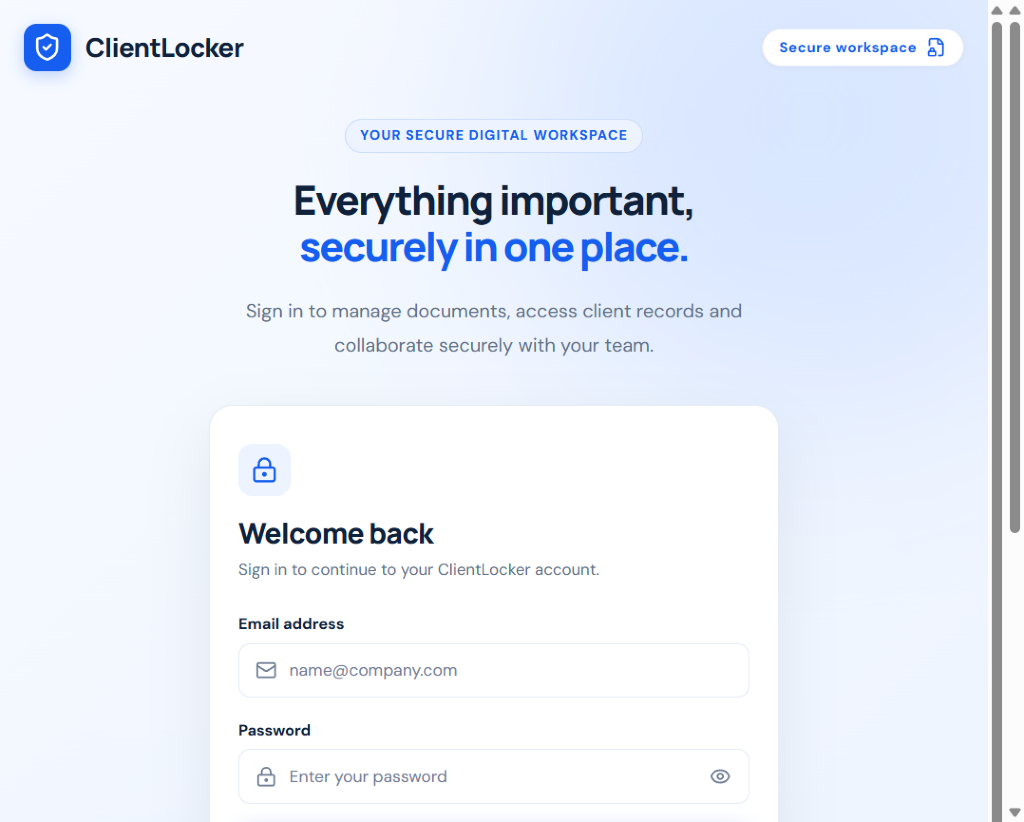 ClientLocker
Secure workspace
YOUR SECURE DIGITAL WORKSPACE
Everything important,
securely in one place.
Sign in to manage documents, access client records and
collaborate securely with your team.
Welcome back
Sign in to continue to your ClientLocker account.
Email address
name@company.com
Password
Enter your password